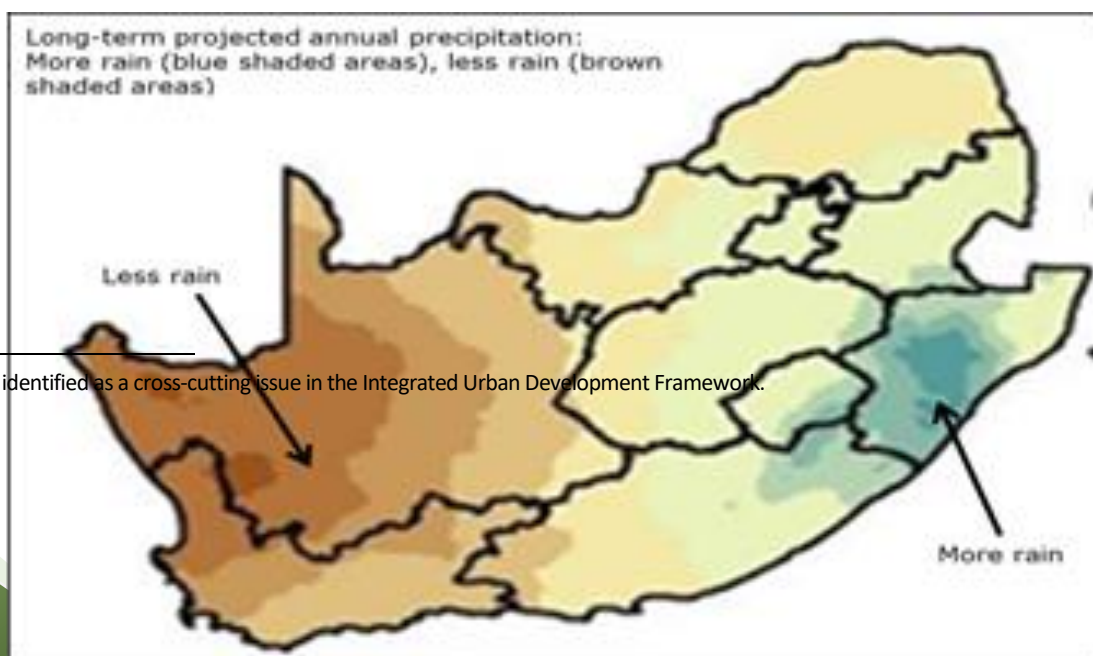 Long-term projected annual precipitation:
More rain (blue shaded areas), less rain (brown
shaded areas)
Less rain
identified as a cross-cutting issue in the Integrated Urban Development Framework.
More rain